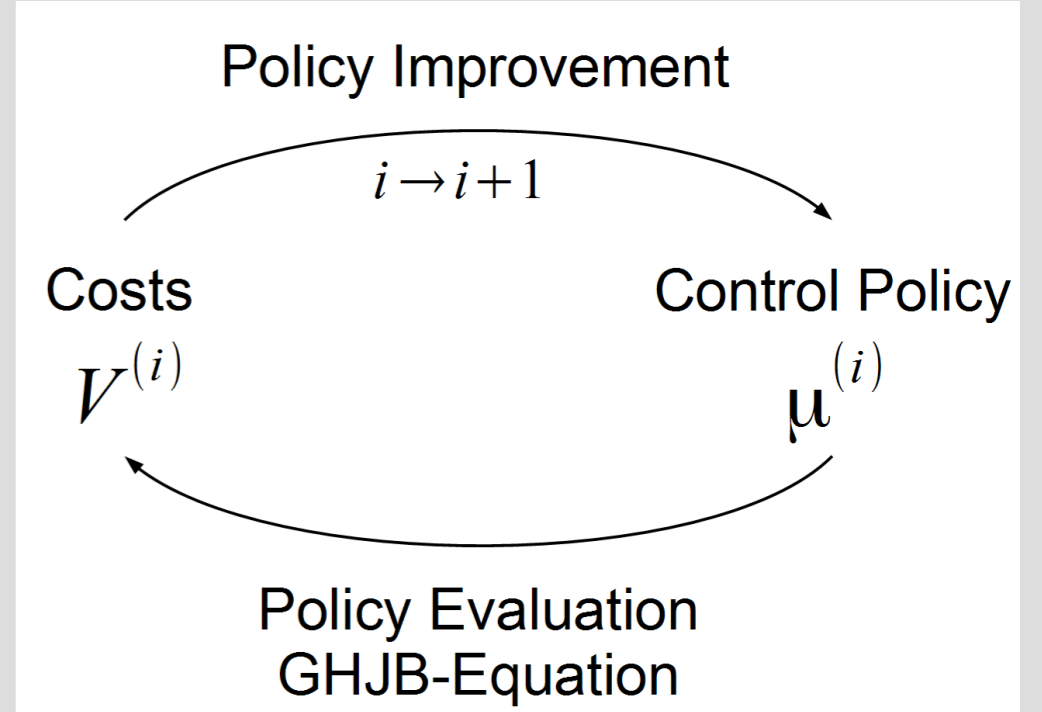 Policy Improvement
i→i+1
Costs
Control Policy
V^(i)
μ^(i)
Policy Evaluation
GHJB-Equation